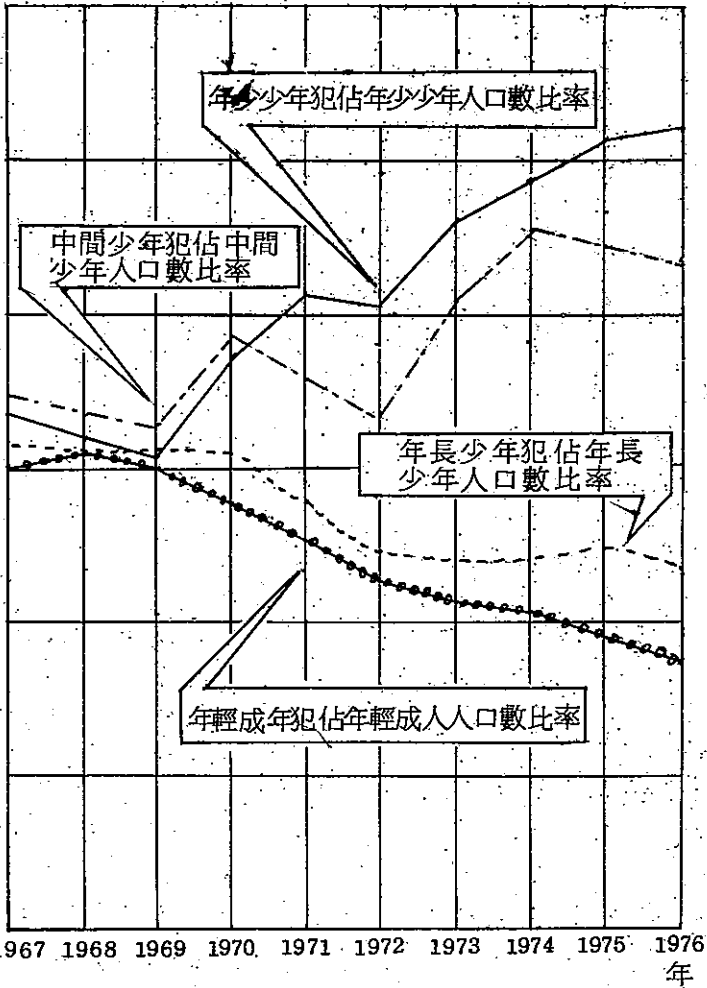 年少少年犯佔年少少年人口數比率
中間少年犯佔中間
少年人口數比率
年長少年犯佔年長
少年人口數比率
年輕成年犯佔年輕成人人口數比率
1967 1968 1969 1970 1971 1972 1973 1974 1975 1976
年